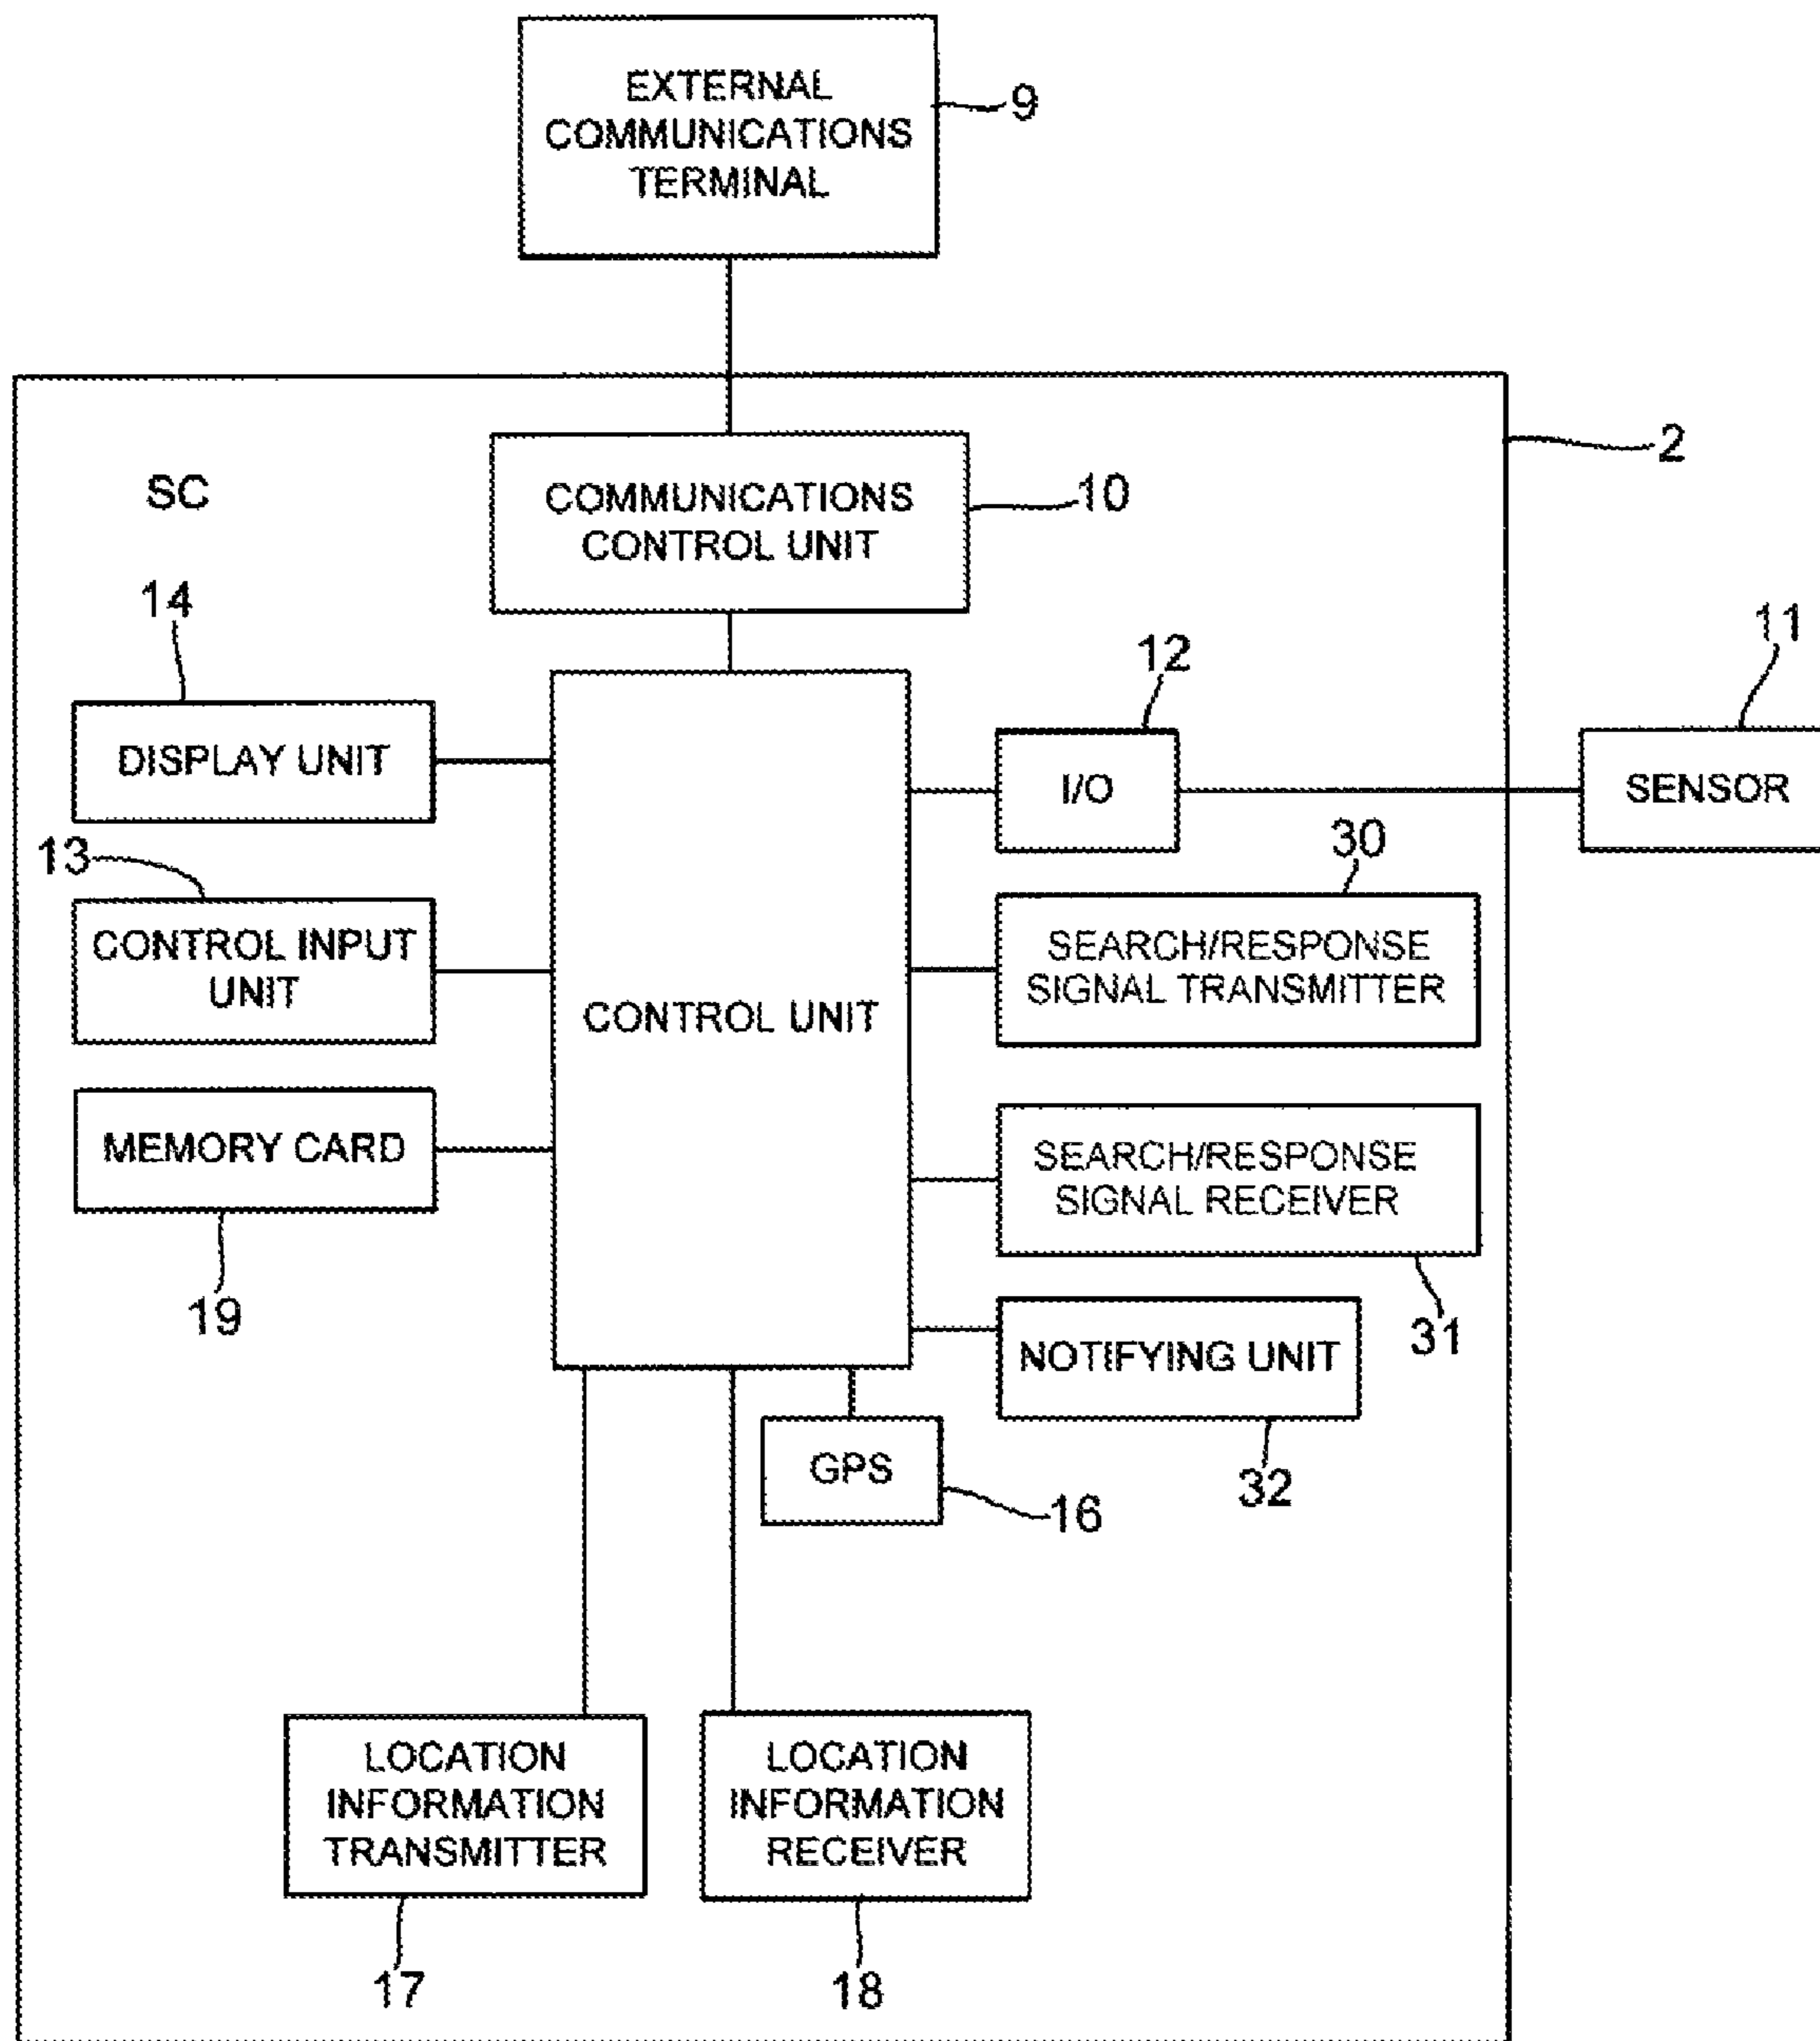 EXTERNAL
COMMUNICATIONS
TERMINAL
9
2
SC
COMMUNICATIONS
CONTROL UNIT
10
14
DISPLAY UNIT
12
I/O
11
SENSOR
13
CONTROL INPUT
UNIT
CONTROL UNIT
30
SEARCH/RESPONSE
SIGNAL TRANSMITTER
MEMORY CARD
19
SEARCH/RESPONSE
SIGNAL RECEIVER
31
NOTIFYING UNIT
32
GPS
16
LOCATION
INFORMATION
TRANSMITTER
17
LOCATION
INFORMATION
RECEIVER
18